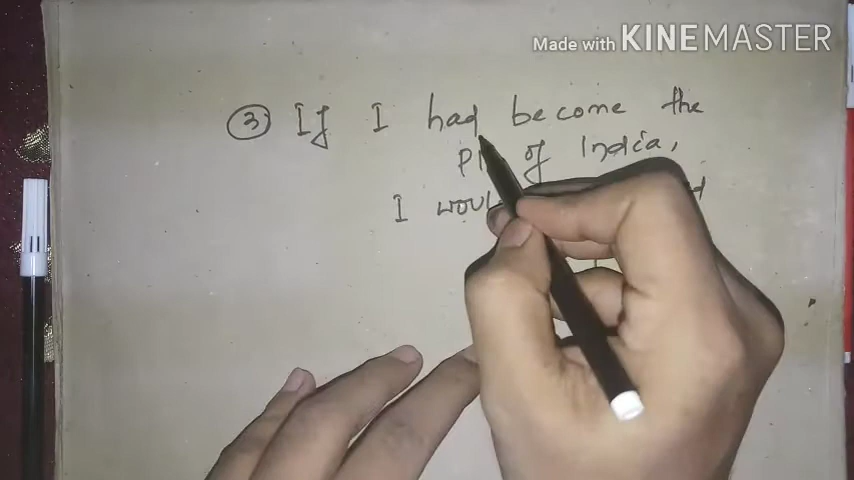 Made with KINEMASTER
③ If I had become the
of India,
I